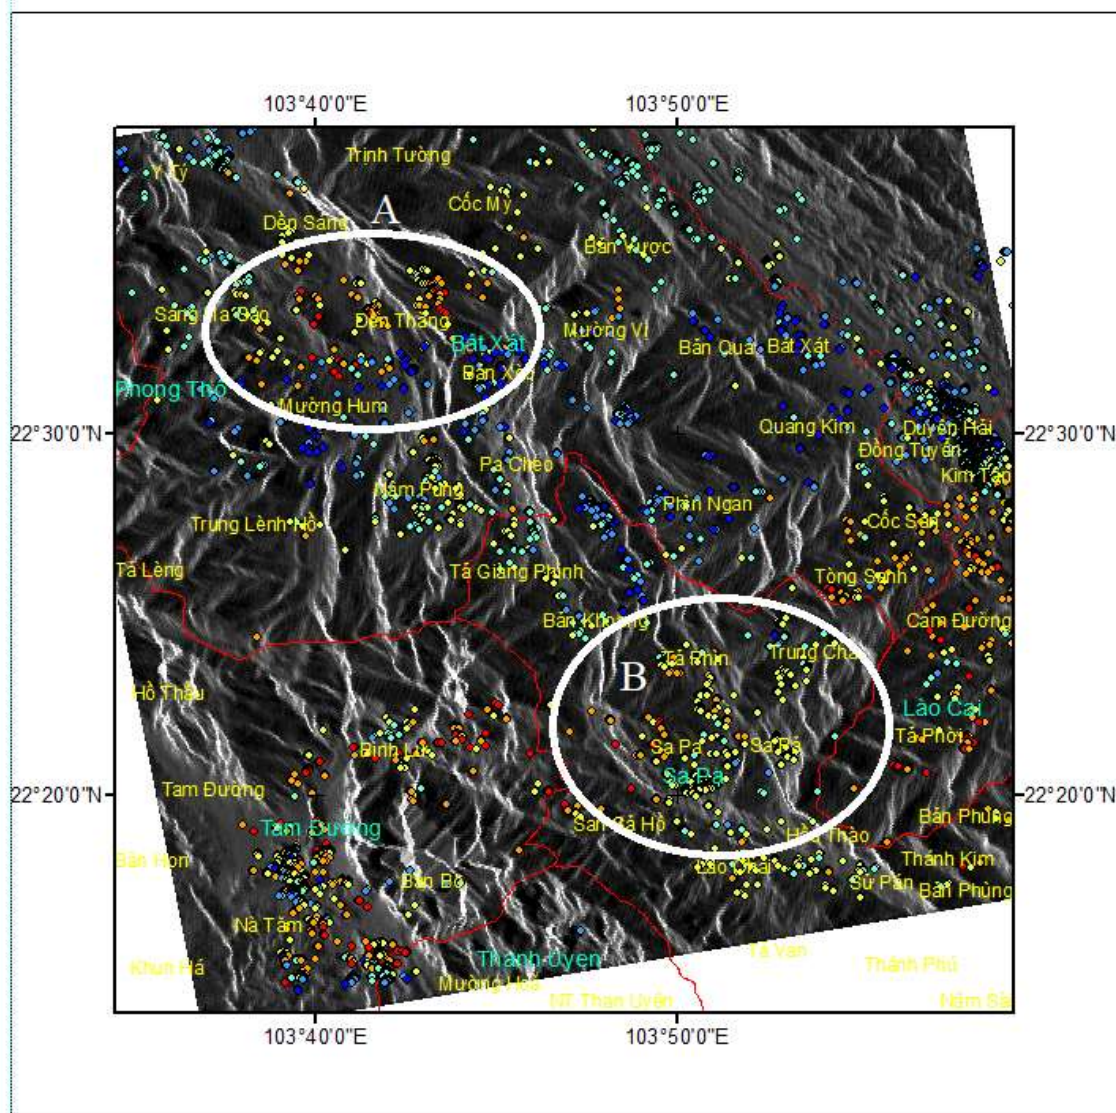 103°40'0"E
103°50'0"E
Trịnh Tường
Y Tý
Cốc Mỳ
A
Dền Sáng
Bản Vược
Dền Thàng
Mường Vi
Bát Xát
Bản Qua
Bát Xát
Bản Xèo
Phong Thổ
Mường Hum
22°30'0"N
22°30'0"N
Quang Kim
Duyên Hải
Đồng Tuyển
Pa Cheo
Kim Tân
Nậm Pung
Phìn Ngan
Trung Lèng Hồ
Cốc San
Tả Lèng
Tả Giàng Phình
Tòng Sành
Bản Khoang
Cam Đường
Tả Phìn
Trung Chải
B
Hồ Thầu
Lào Cai
Tả Phời
Bình Lư
Sa Pa
Sa Pả
Sa Pa
Tam Đường
22°20'0"N
22°20'0"N
San Sả Hồ
Hầu Thào
Bản Phùng
Tam Đường
Bản Hon
Bản Bo
Lao Chải
Thanh Kim
Sử Pán
Bản Phùng
Nà Tăm
Khun Há
Thanh Uyên
Tả Van
Thanh Phú
Mường Hoa
NT Than Uyên
103°40'0"E
103°50'0"E